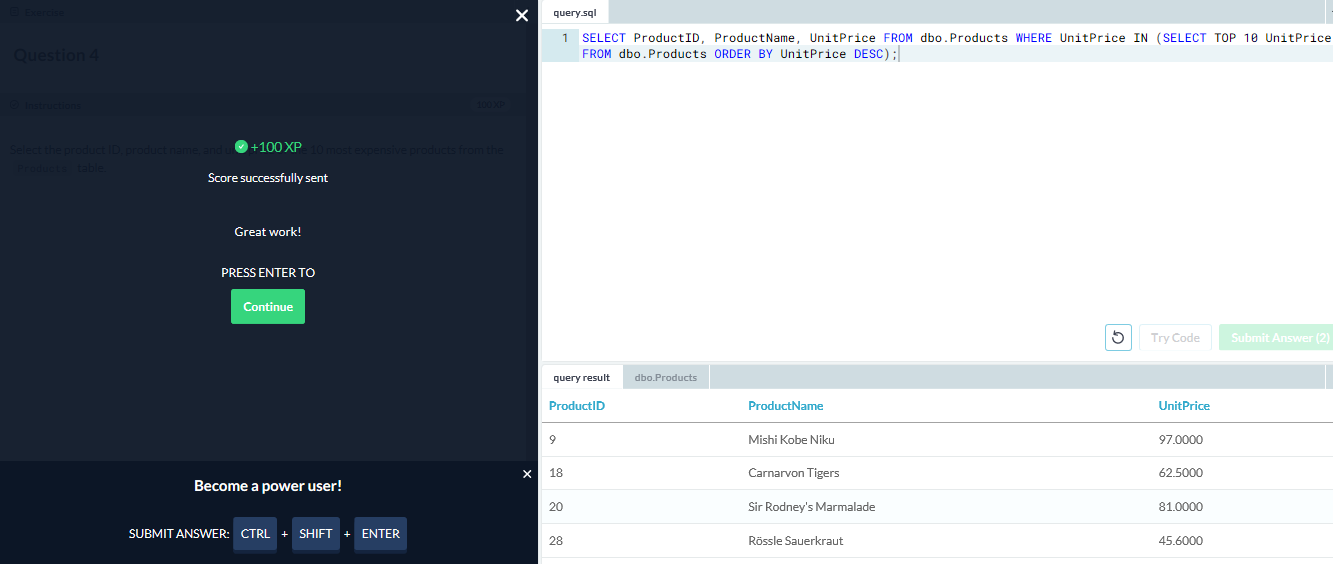 Exercise
Question 4
Instructions
100 XP
Select the product ID, product name, and 10 most expensive products from the
Products table
+100 XP
Score successfully sent
Great work!
PRESS ENTER TO
Continue
Become a power user!
SUBMIT ANSWER: CTRL + SHIFT + ENTER
query.sql
1 SELECT ProductID, ProductName, UnitPrice FROM dbo.Products WHERE UnitPrice IN (SELECT TOP 10 UnitPrice
FROM dbo.Products ORDER BY UnitPrice DESC);
Try Code
Submit Answer (2)
query result
dbo.Products
ProductID ProductName UnitPrice
9 Mishi Kobe Niku 97.0000
18 Carnarvon Tigers 62.5000
20 Sir Rodney's Marmalade 81.0000
28 Rössle Sauerkraut 45.6000